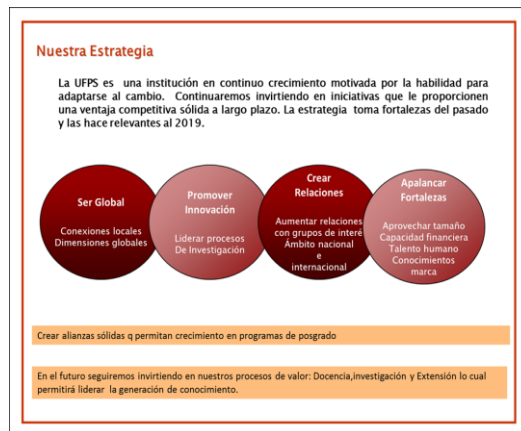 Nuestra Estrategia
La UFPS es una institución en continuo crecimiento motivada por la habilidad para
adaptarse al cambio. Continuaremos invirtiendo en iniciativas que le proporcionen
una ventaja competitiva sólida a largo plazo. La estrategia toma fortalezas del pasado
y las hace relevantes al 2019.
Ser Global
Conexiones locales
Dimensiones globales
Promover
Innovación
Liderar procesos
De Investigación
Crear
Relaciones
Aumentar relaciones
con grupos de interé
Ámbito nacional
e
internacional
Apalancar
Fortalezas
Aprovechar tamaño
Capacidad financiera
Talento humano
Conocimientos
marca
Crear alianzas sólidas q permitan crecimiento en programas de posgrado
En el futuro seguiremos invirtiendo en nuestros procesos de valor: Docencia,investigación y Extensión lo cual
permitirá liderar la generación de conocimiento.